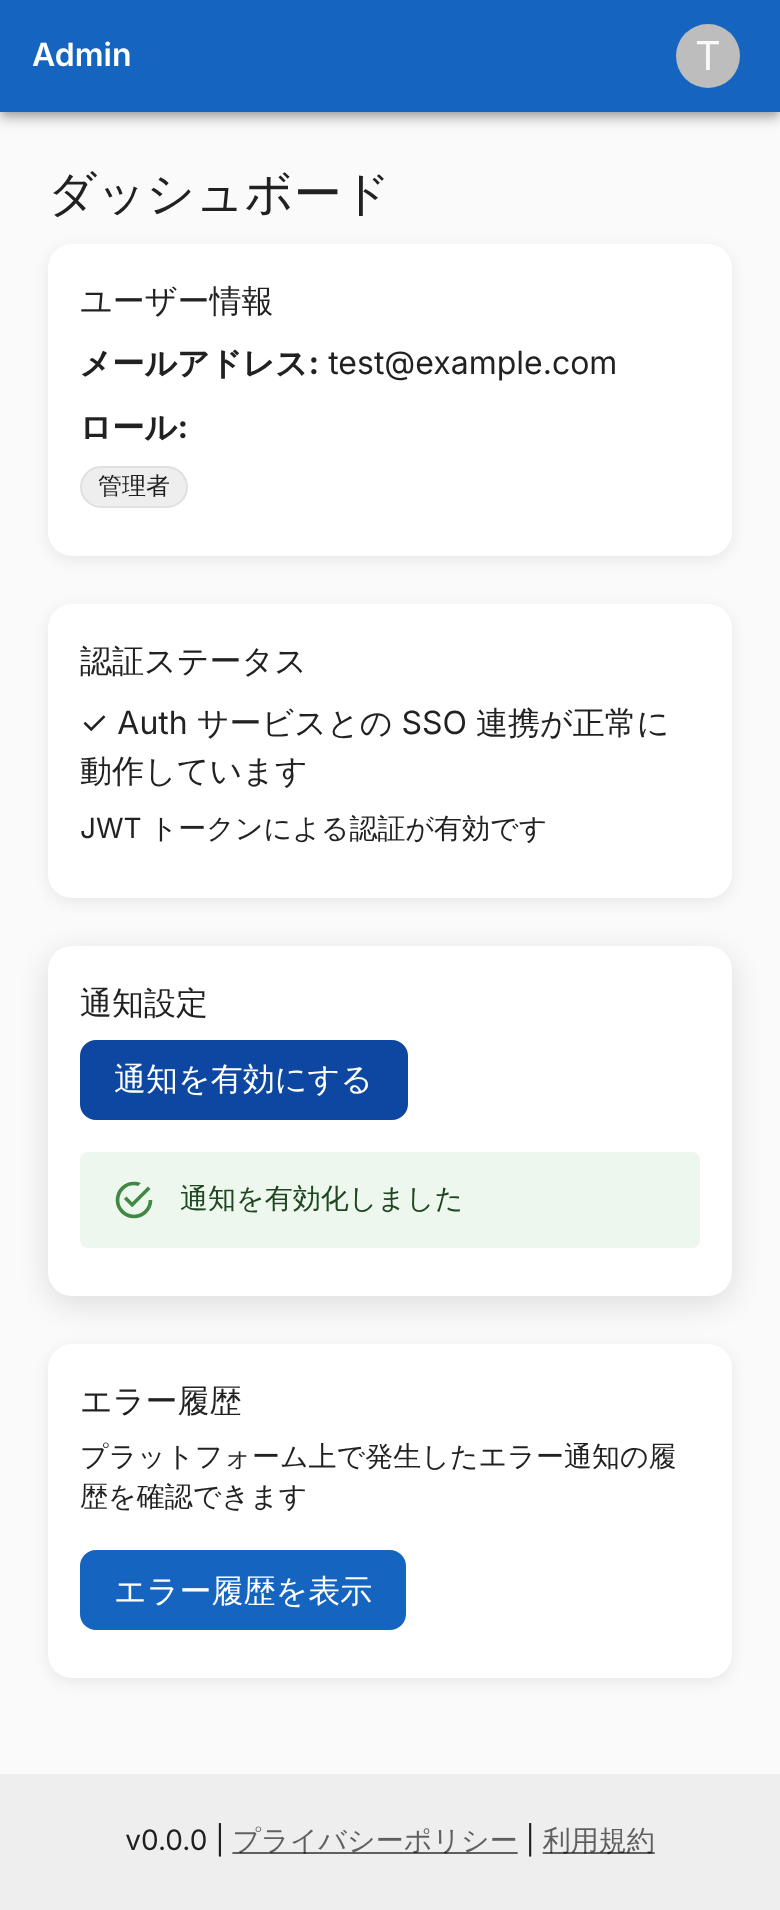 Admin
T
ダッシュボード
ユーザー情報
メールアドレス: test@example.com
ロール:
管理者
認証ステータス
✓ Auth サービスとの SSO 連携が正常に
動作しています
JWT トークンによる認証が有効です
通知設定
通知を有効にする
通知を有効化しました
エラー履歴
プラットフォーム上で発生したエラー通知の履
歴を確認できます
エラー履歴を表示
v0.0.0 | プライバシーポリシー | 利用規約